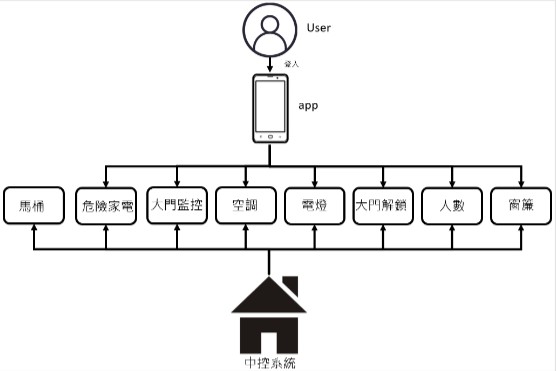 User
登入
app
馬桶
危險家電
大門監控
空調
電燈
大門解鎖
人數
窗簾
中控系統